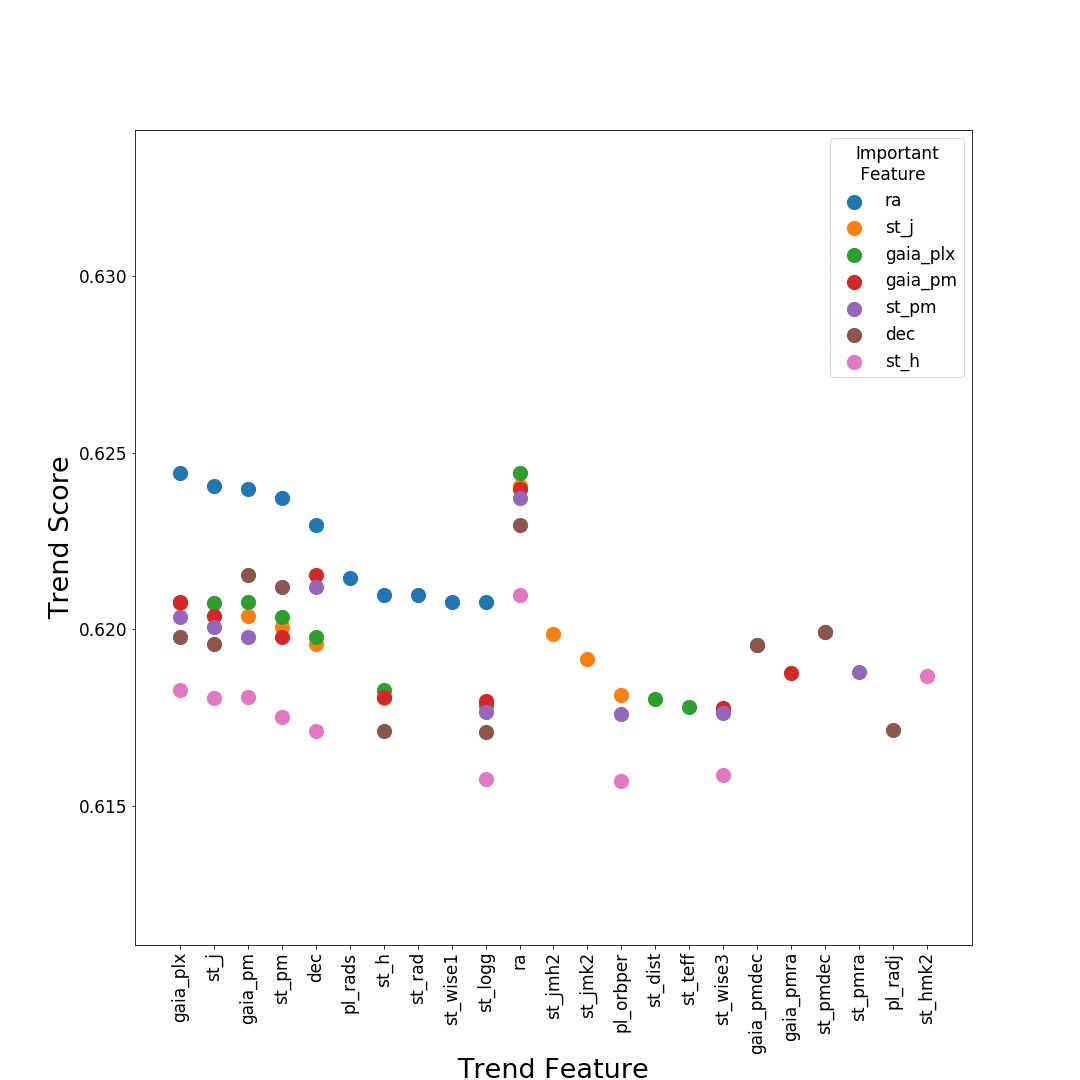 Important
Feature
ra
st_j
gaia_plx
gaia_pm
st_pm
dec
st_h
0.630
0.625
0.620
0.615
Trend Score
gaia_plx
st_j
gaia_pm
st_pm
dec
pl_rads
st_h
st_rad
st_wise1
st_logg
ra
st_jmh2
st_jmk2
pl_orbper
st_dist
st_teff
st_wise3
gaia_pmdec
gaia_pmra
st_pmdec
st_pmra
pl_radj
st_hmk2
Trend Feature